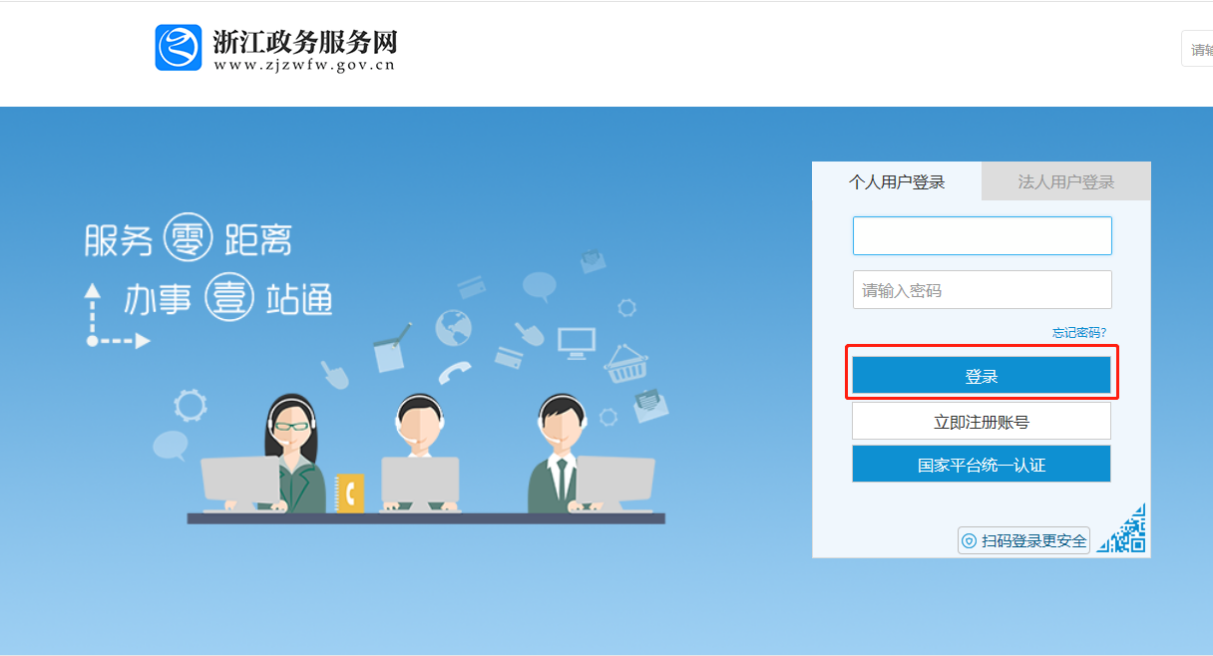 浙江政务服务网
www.zjzwfw.gov.cn
请输
服务零距离
办事壹站通
个人用户登录
法人用户登录
请输入密码
忘记密码?
登录
立即注册账号
国家平台统一认证
扫码登录更安全